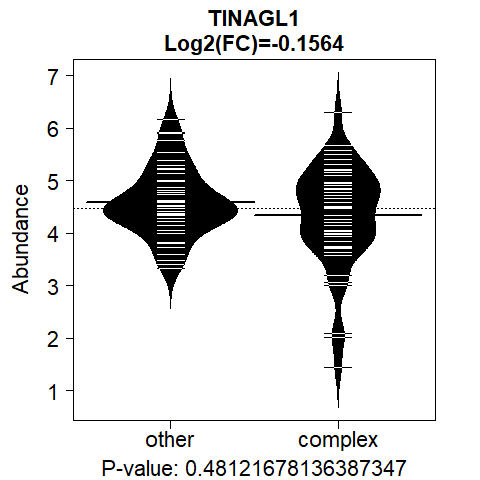 TINAGL1
Log2(FC)=-0.1564
Abundance
7
6
5
4
3
2
1
other complex
P-value: 0.48121678136387347